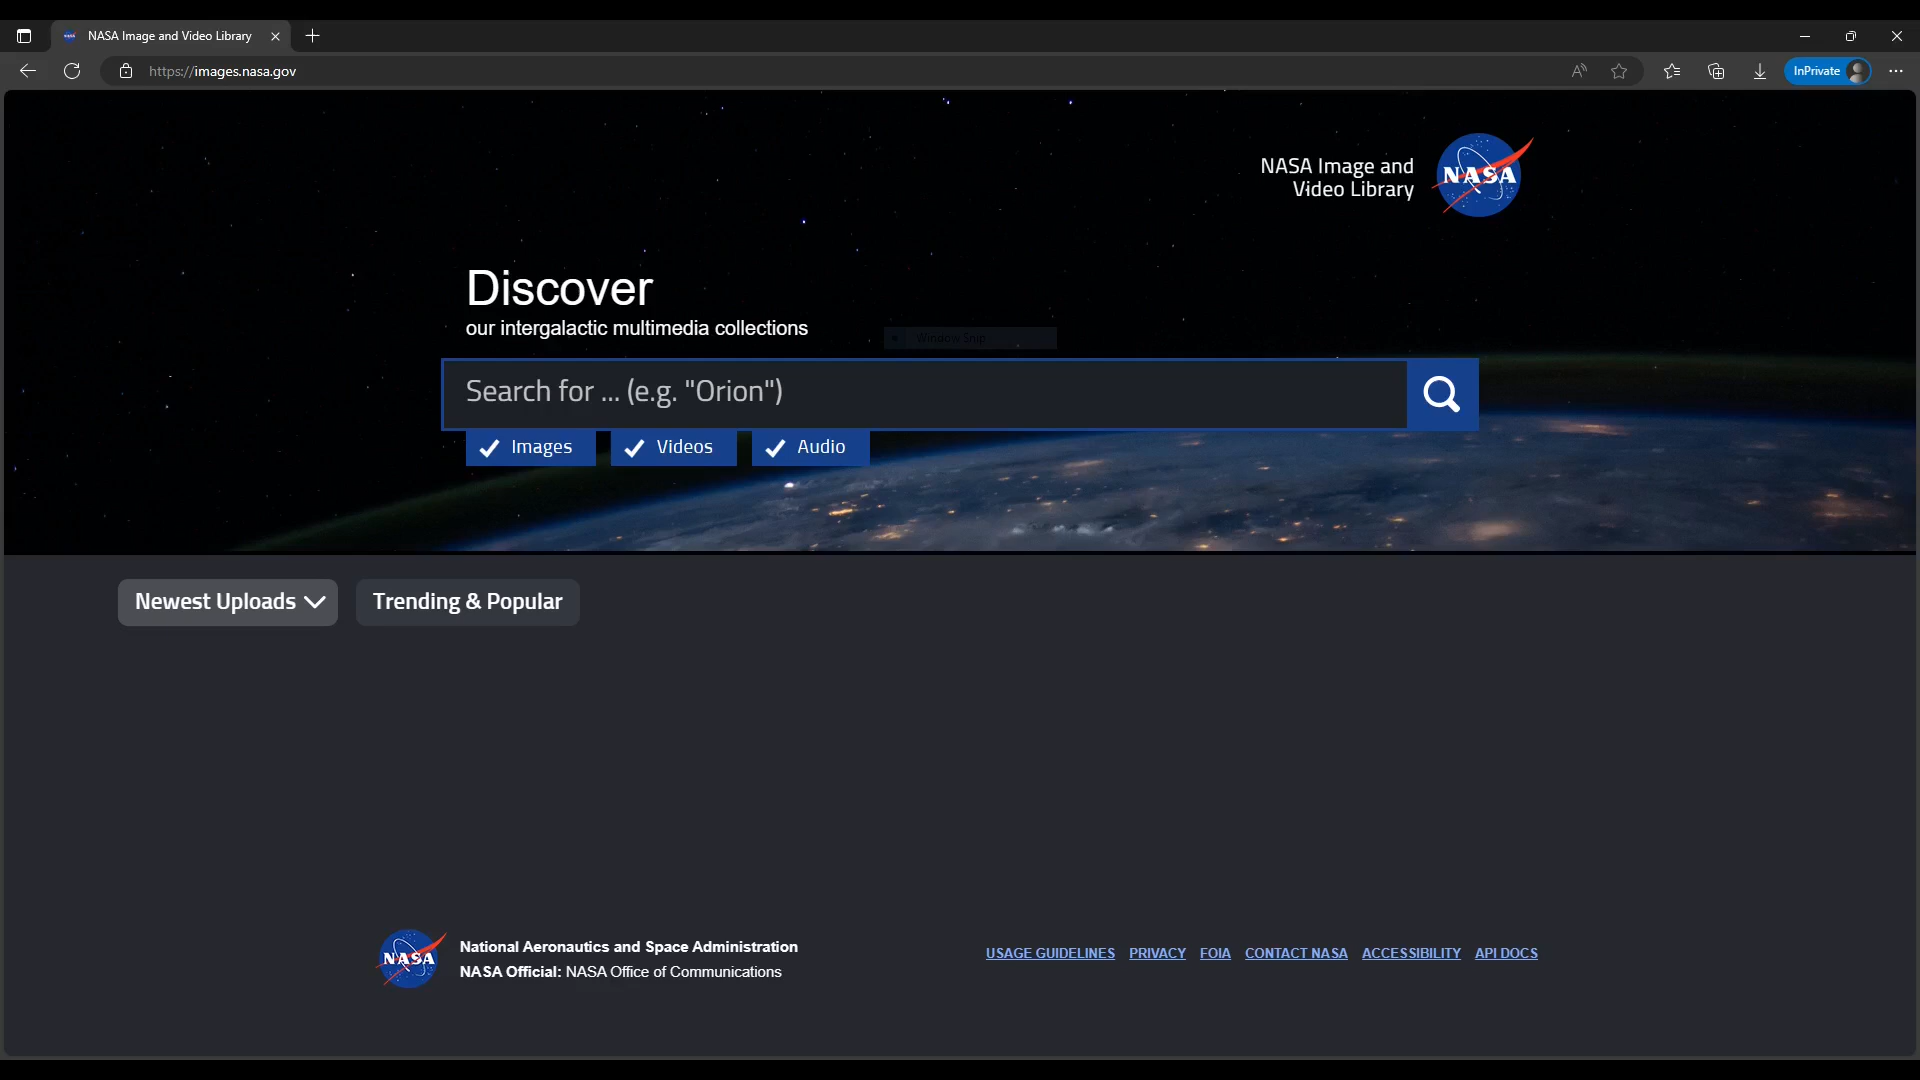 NASA Image and Video Library
https://images.nasa.gov
InPrivate
NASA Image and
Video Library
NASA
Discover
our intergalactic multimedia collections
Window Snip
Search for ... (e.g. "Orion")
Images
Videos
Audio
Newest Uploads
Trending & Popular
NASA
National Aeronautics and Space Administration
NASA Official: NASA Office of Communications
USAGE GUIDELINES PRIVACY FOIA CONTACT NASA ACCESSIBILITY API DOCS